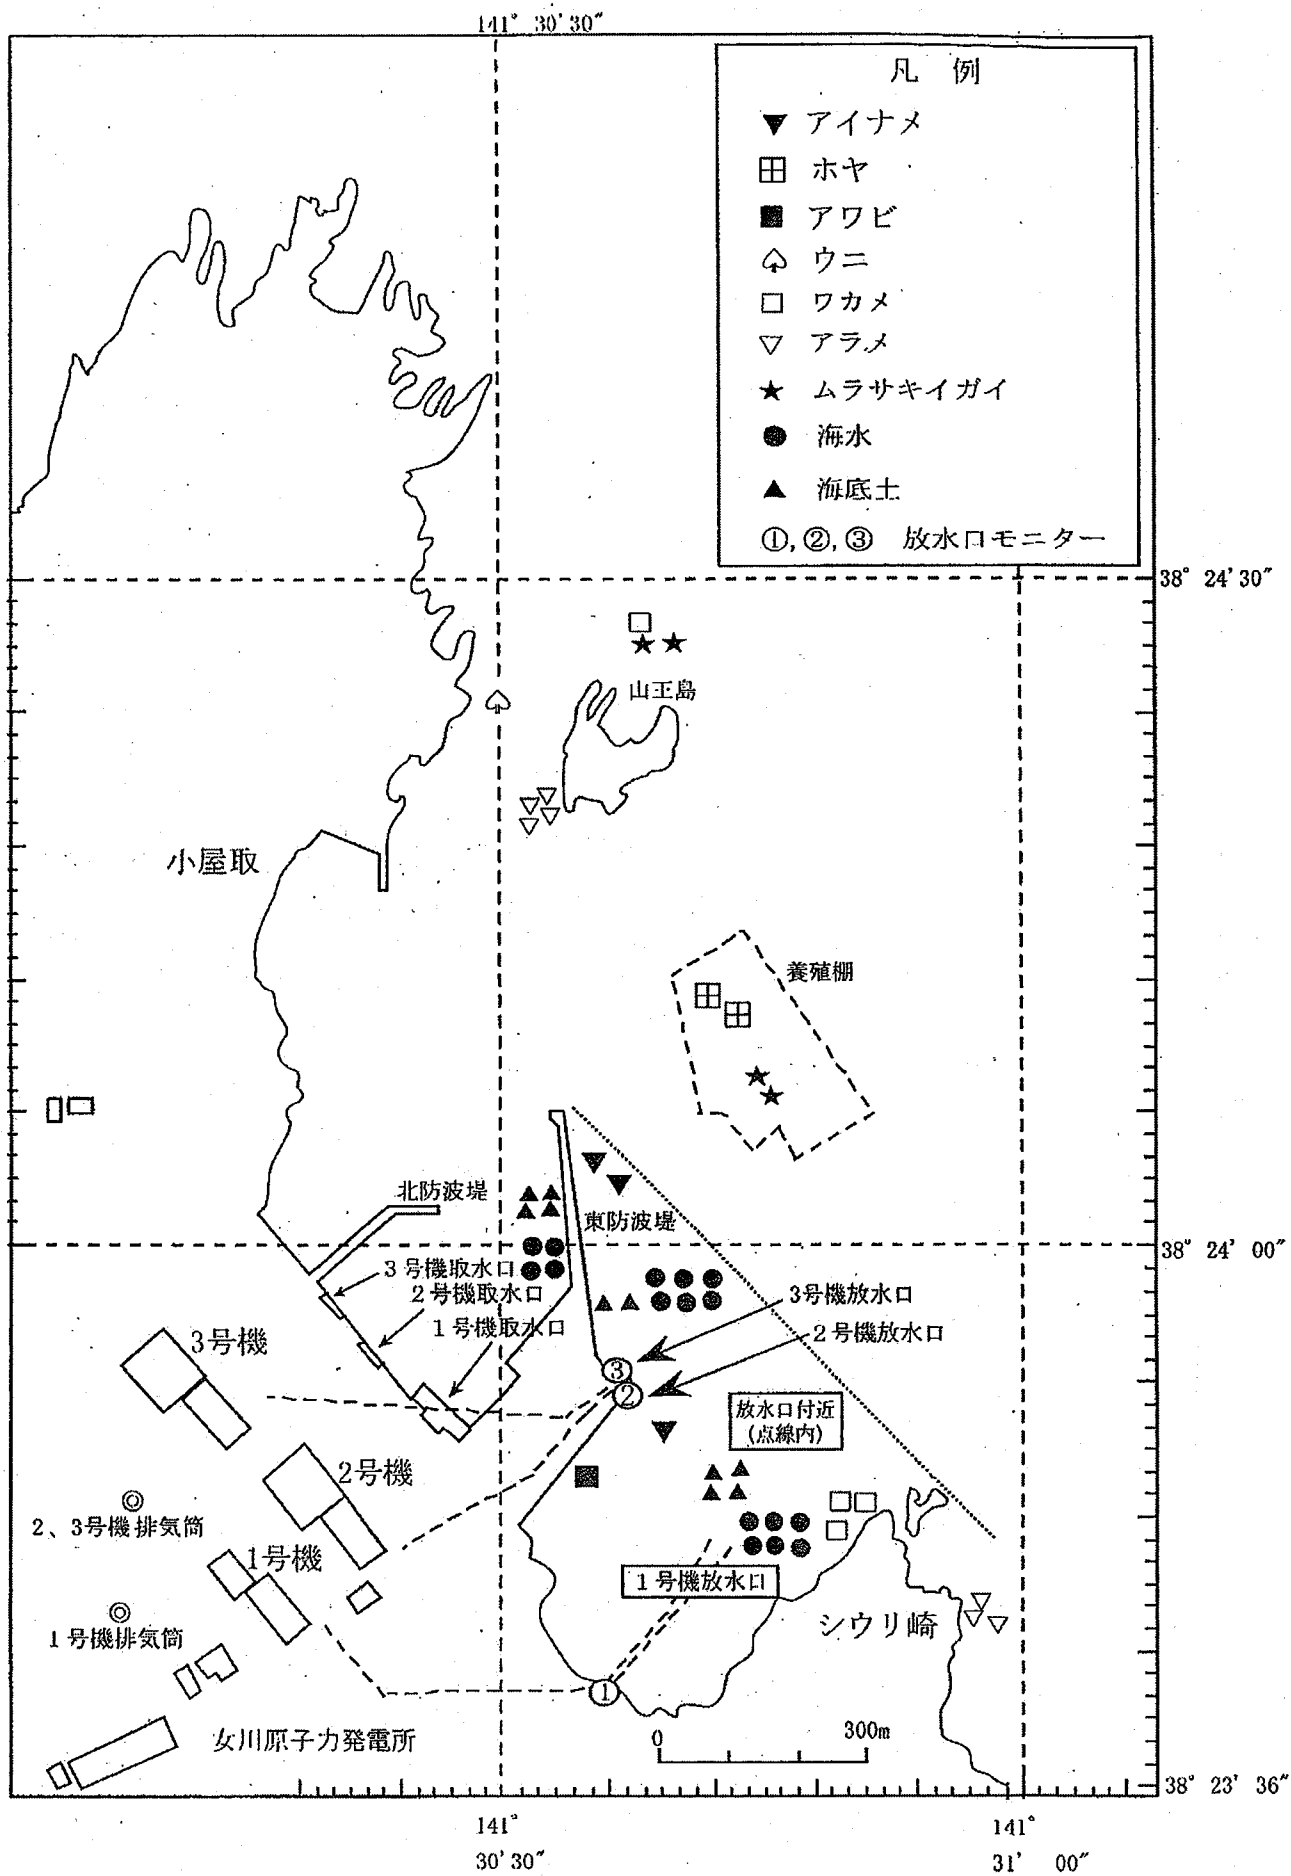 141° 30′30″
凡 例
アイナメ
ホヤ
アワビ
ウニ
ワカメ
アラメ
ムラサキイガイ
海水
海底土
①,②,③ 放水口モニター
38° 24′30″
山王島
小屋取
養殖棚
北防波堤
東防波堤
38° 24′ 00″
3号機取水口
2号機取水口
1号機取水口
3号機放水口
2号機放水口
3号機
③
②
放水口付近
(点線内)
2号機
2、3号機排気筒
1号機
1号機放水口
シウリ崎
1号機排気筒
①
女川原子力発電所
0 300m
38° 23′ 36″
141°
30′30″
141°
31′ 00″